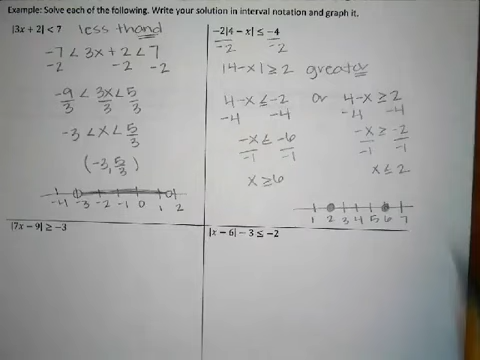 Example: Solve each of the following. Write your solution in interval notation and graph it.
|3x + 2| < 7 less thand
-7 < 3x + 2 < 7
-2 -2 -2
-9/3 < 3x/3 < 5/3
-3 < x < 5/3
(-3, 5/3)
-4 -3 -2 -1 0 1 2
-2|4 - x| ≤ -4
-2 -2
|4-x| ≥ 2 greator
4-x ≤ -2 or 4-x ≥ 2
-4 -4 -4 -4
-x ≤ -6 -x ≥ -2
-1 -1 -1 -1
x ≥ 6 x ≤ 2
1 2 3 4 5 6 7
|7x - 9| ≥ -3
|x - 6| - 3 ≤ -2